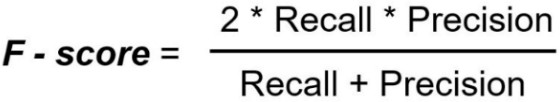 2 * Recall * Precision
F - score =
Recall + Precision